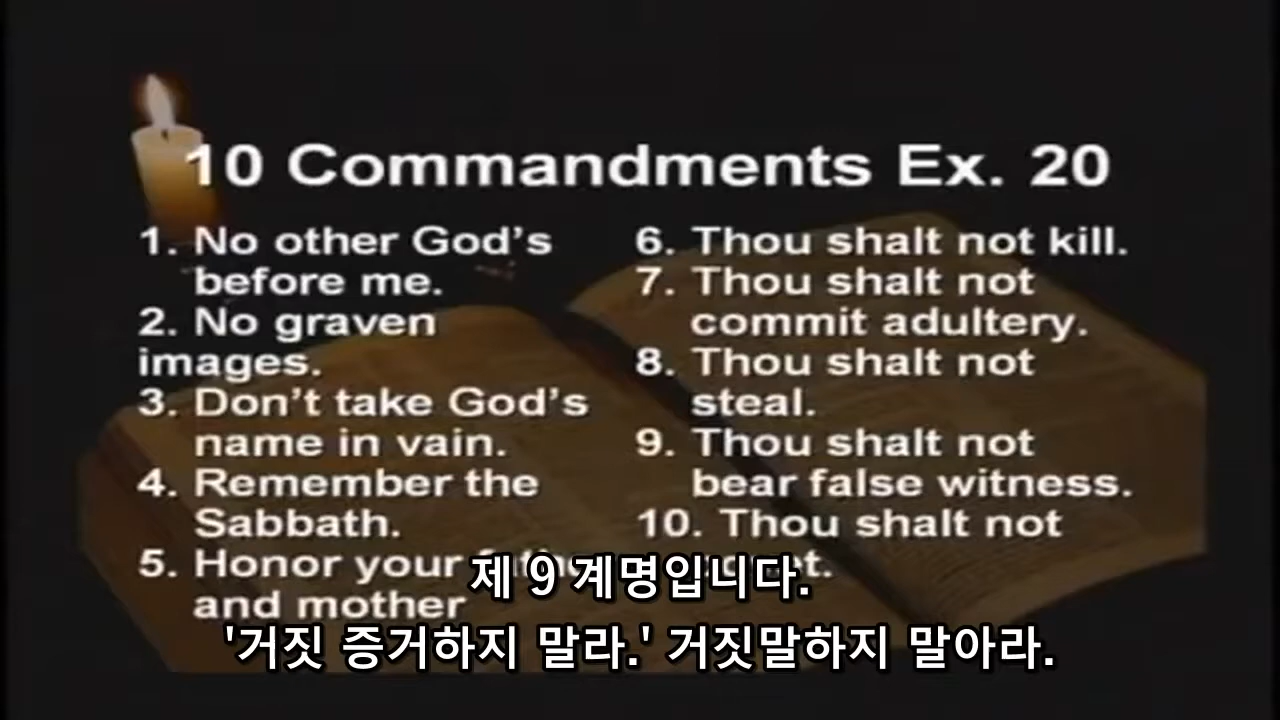 10 Commandments Ex. 20
1. No other God's
before me.
2. No graven
images.
3. Don't take God's
name in vain.
4. Remember the
Sabbath.
5. Honor your
and mother
6. Thou shalt not kill.
7. Thou shalt not
commit adultery.
8. Thou shalt not
steal.
9. Thou shalt not
bear false witness.
10. Thou shalt not
제 9 계명입니다.
'거짓 증거하지 말라.' 거짓말하지 말아라.